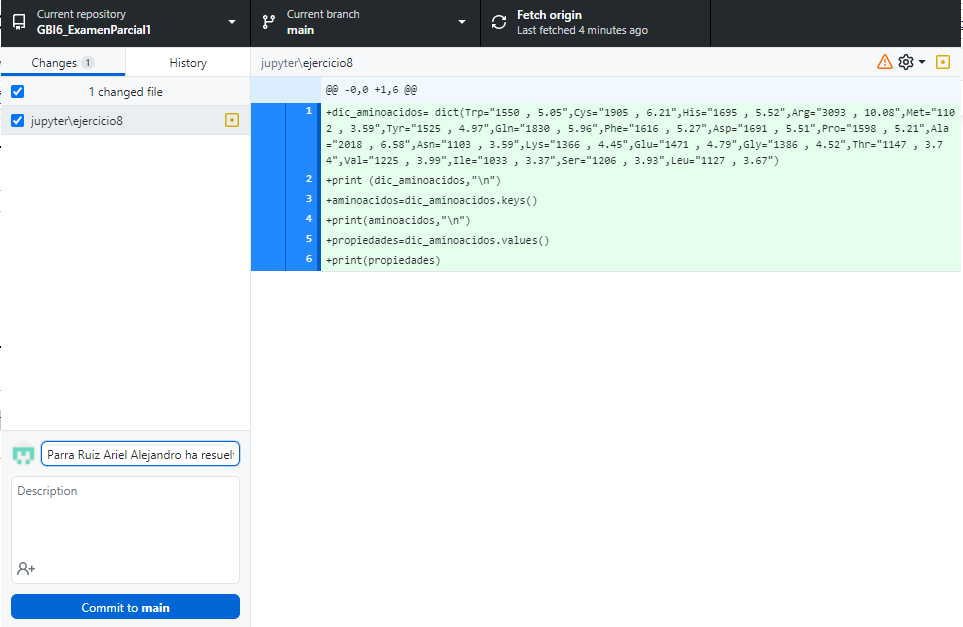 Current repository
GBI6_ExamenParcial1
Current branch
main
Fetch origin
Last fetched 4 minutes ago
Changes 1
History
jupyter\ejercicio8
1 changed file
jupyter\ejercicio8
@@ -0,0 +1,6 @@
1 +dic_aminoacidos= dict(Trp="1550 , 5.05",Cys="1905 , 6.21",His="1695 , 5.52",Arg="3093 , 10.08",Met="110
2 , 3.59",Tyr="1525 , 4.97",Gln="1830 , 5.96",Phe="1616 , 5.27",Asp="1691 , 5.51",Pro="1598 , 5.21",Ala
="2018 , 6.58",Asn="1103 , 3.59",Lys="1366 , 4.45",Glu="1471 , 4.79",Gly="1386 , 4.52",Thr="1147 , 3.7
4",Val="1225 , 3.99",Ile="1033 , 3.37",Ser="1206 , 3.93",Leu="1127 , 3.67")
2 +print (dic_aminoacidos,"\n")
3 +aminoacidos=dic_aminoacidos.keys()
4 +print(aminoacidos,"\n")
5 +propiedades=dic_aminoacidos.values()
6 +print(propiedades)
Parra Ruiz Ariel Alejandro ha resuel
Description
Commit to main